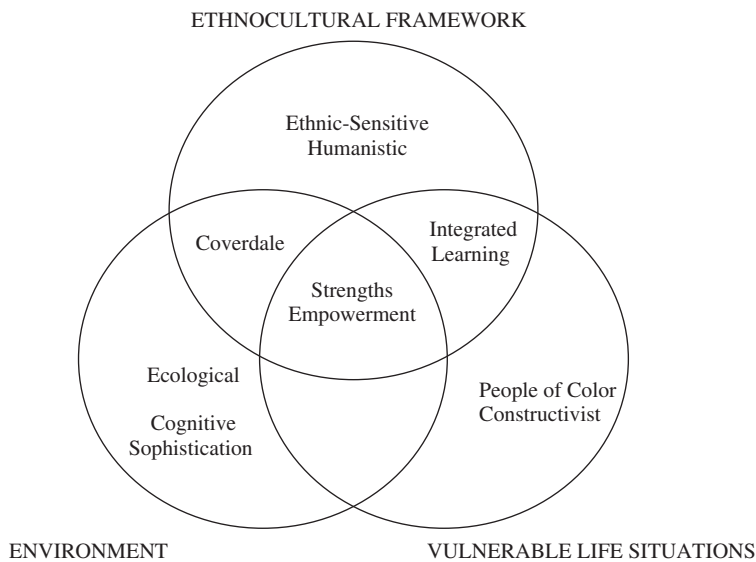 ETHNOCULTURAL FRAMEWORK
Ethnic-Sensitive
Humanistic
Coverdale
Integrated
Learning
Strengths
Empowerment
Ecological
Cognitive
Sophistication
People of Color
Constructivist
ENVIRONMENT
VULNERABLE LIFE SITUATIONS